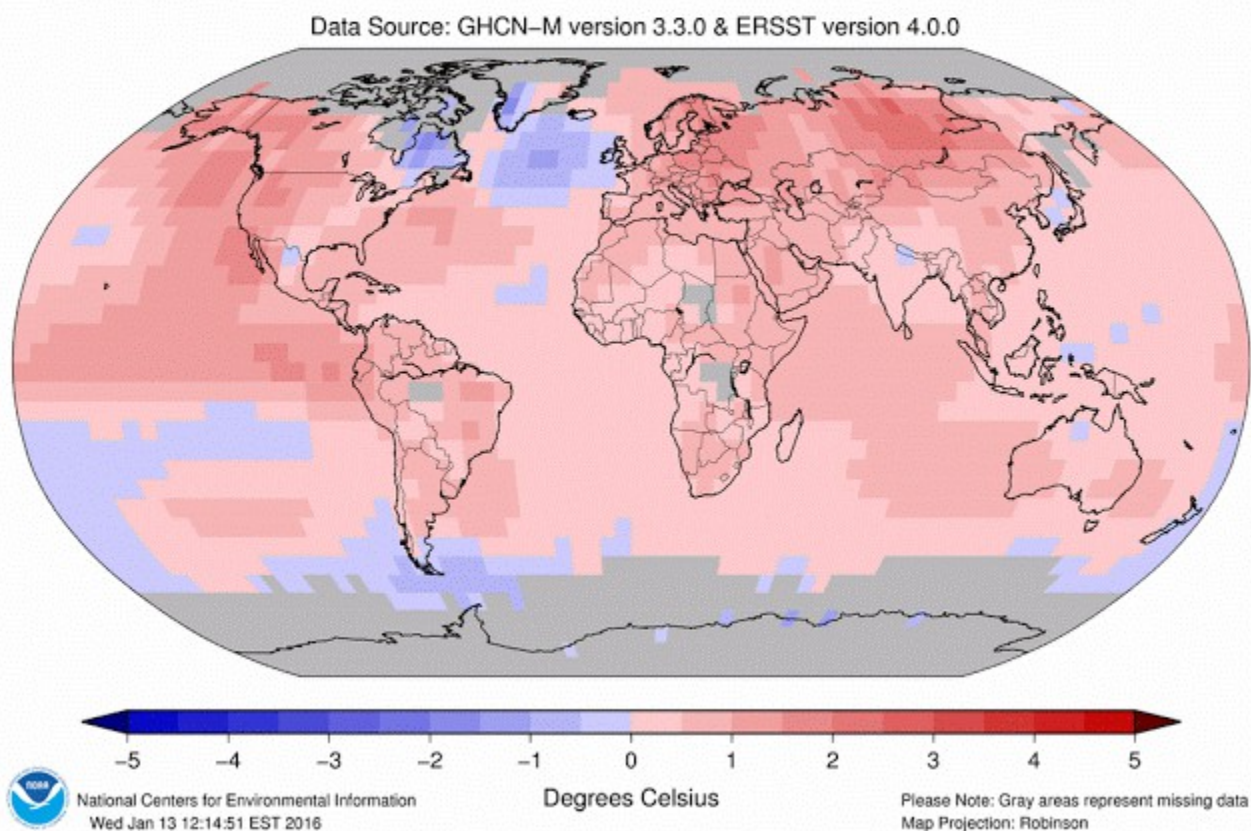 Data Source: GHCN–M version 3.3.0 & ERSST version 4.0.0
−5 −4 −3 −2 −1 0 1 2 3 4 5
Degrees Celsius
noaa
National Centers for Environmental Information
Wed Jan 13 12:14:51 EST 2016
Please Note: Gray areas represent missing data
Map Projection: Robinson